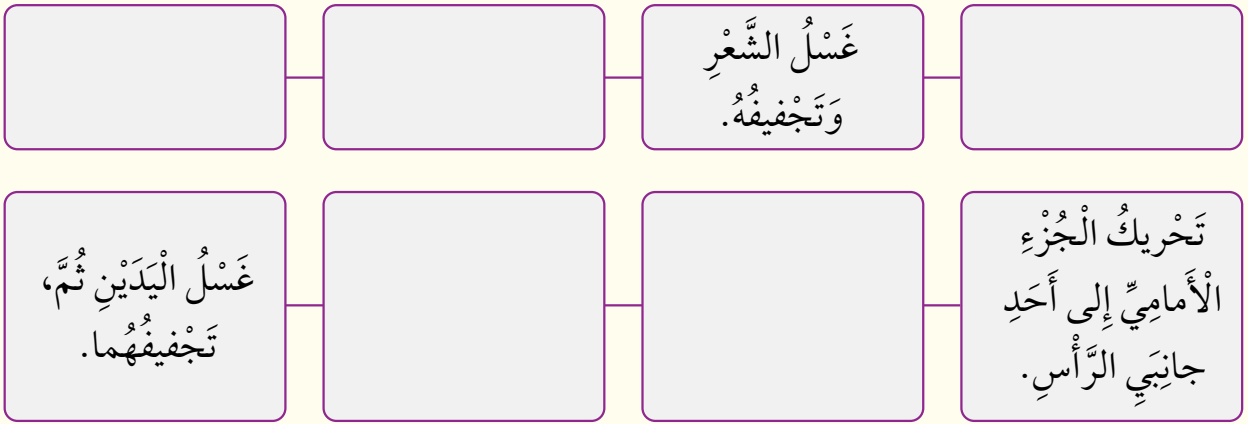 غَسْلُ الشَّعْرِ
وَتَجْفيفُهُ.
تَحْريكُ الْجُزْءِ
الْأَمامِيِّ إِلى أَحَدِ
جانِبَيِ الرَّأْسِ.
غَسْلُ الْيَدَيْنِ ثُمَّ،
تَجْفيفُهُما.